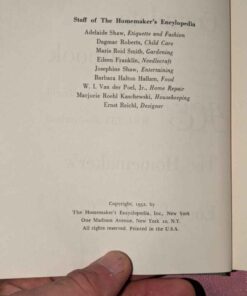 Staff of The Homemaker's Encyclopedia
Adelaide Shaw, Etiquette and Fashion
Dagmar Roberts, Child Care
Marie Reid Smith, Gardening
Eileen Franklin, Needlecraft
Josephine Shaw, Entertaining
Barbara Halton Hallam, Food
W. I. Van der Poel, Jr., Home Repair
Marjorie Roehl Kaschewski, Housekeeping
Ernst Reichl, Designer
Copyright, 1952, by
The Homemaker's Encyclopedia, Inc., New York
One Madison Avenue 10, N.Y.
All rights reserved. Printed in the U.S.A.